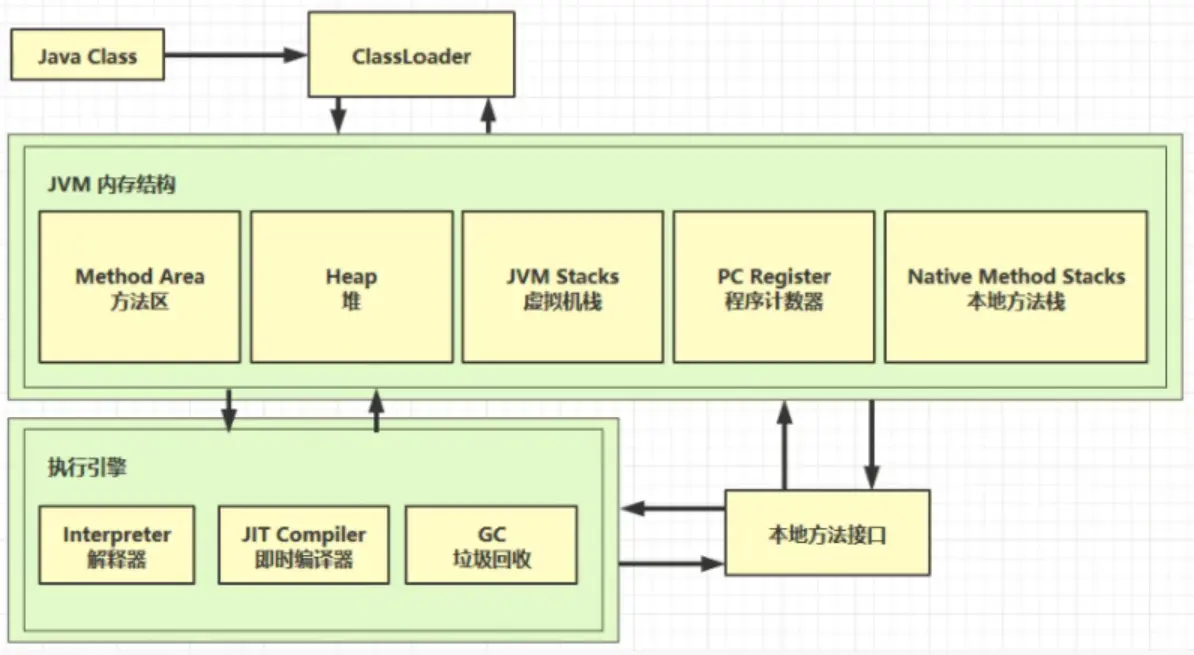 Java Class
ClassLoader
JVM 内存结构
Method Area
方法区
Heap
堆
JVM Stacks
虚拟机栈
PC Register
程序计数器
Native Method Stacks
本地方法栈
执行引擎
Interpreter
解释器
JIT Compiler
即时编译器
GC
垃圾回收
本地方法接口